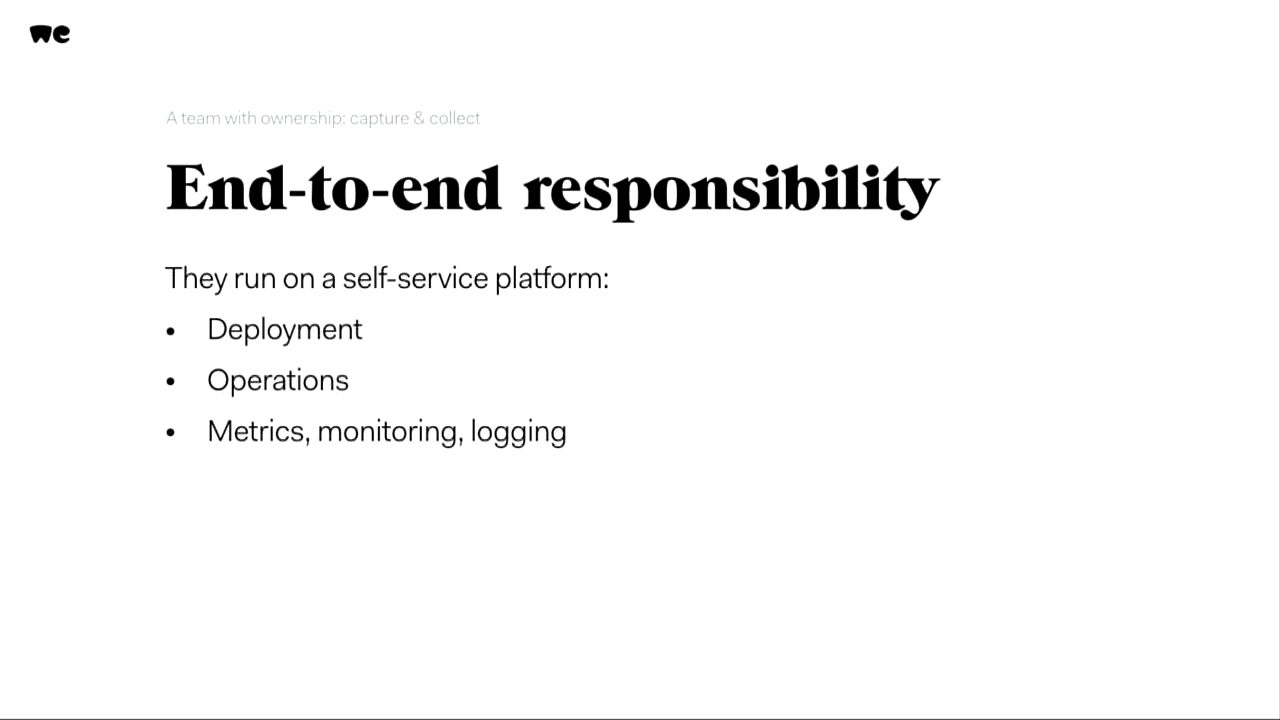 we
A team with ownership: capture & collect
End-to-end responsibility
They run on a self-service platform:
• Deployment
• Operations
• Metrics, monitoring, logging